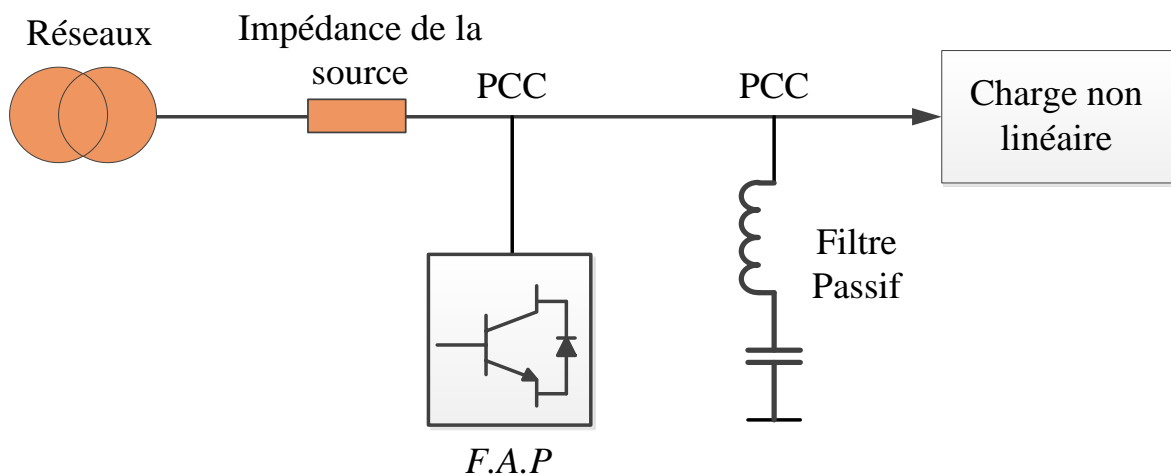 Réseaux
Impédance de la
source
PCC
PCC
Charge non
linéaire
Filtre
Passif
F.A.P